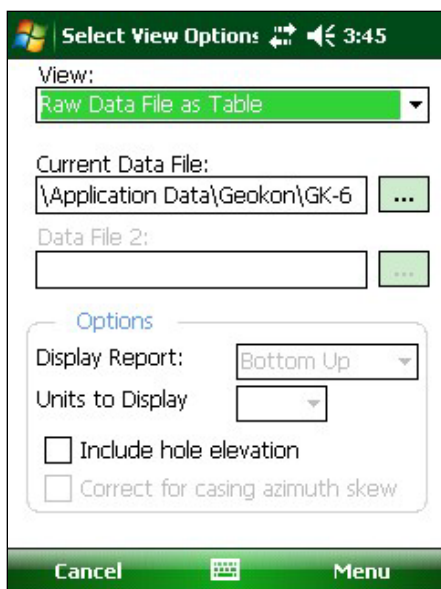 Select View Options 3:45
View:
Raw Data File as Table
Current Data File:
\Application Data\Geokon\GK-6 ...
Data File 2:
...
Options
Display Report: Bottom Up
Units to Display
Include hole elevation
Correct for casing azimuth skew
Cancel Menu